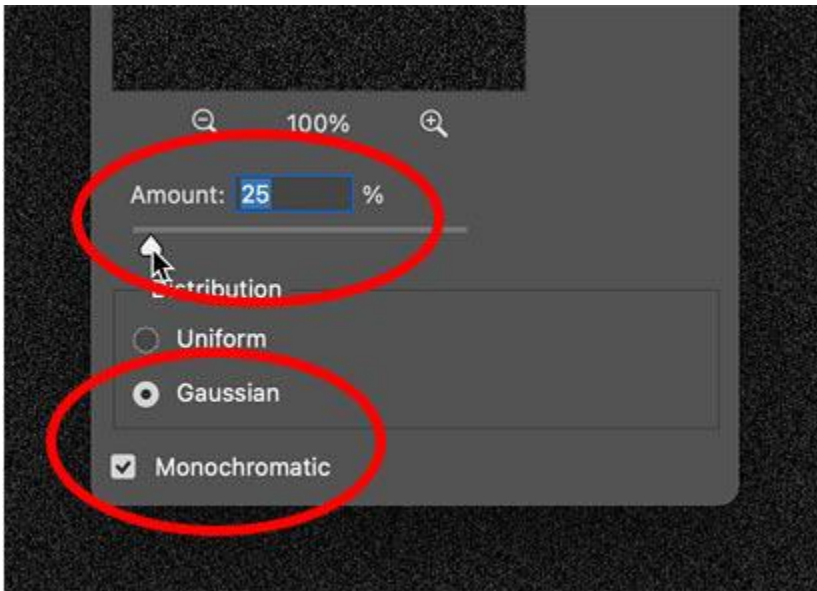 100%
Amount: 25 %
Distribution
Uniform
Gaussian
Monochromatic